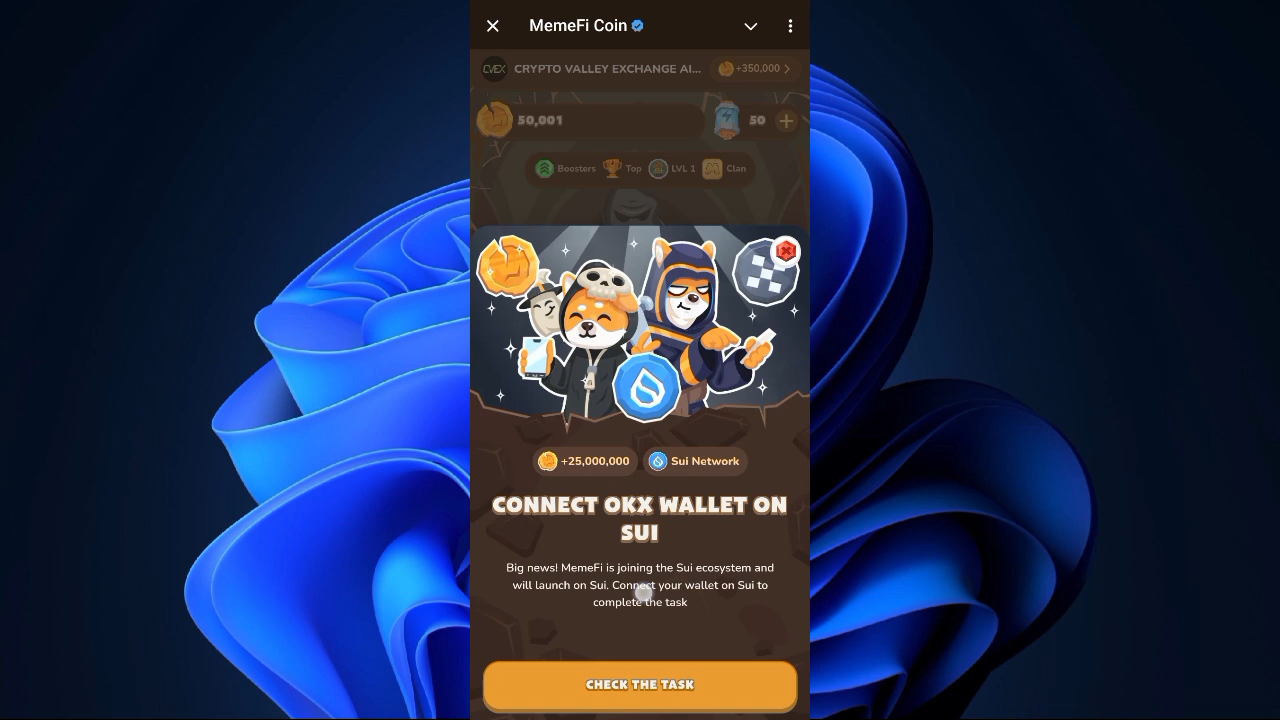 MemeFi Coin
CVEX
CRYPTO VALLEY EXCHANGE AI...
+350,000
50,001
50
Boosters
Top
LVL 1
Clan
+25,000,000
Sui Network
CONNECT OKX WALLET ON
SUI
Big news! MemeFi is joining the Sui ecosystem and
will launch on Sui. Connect your wallet on Sui to
complete the task
CHECK THE TASK